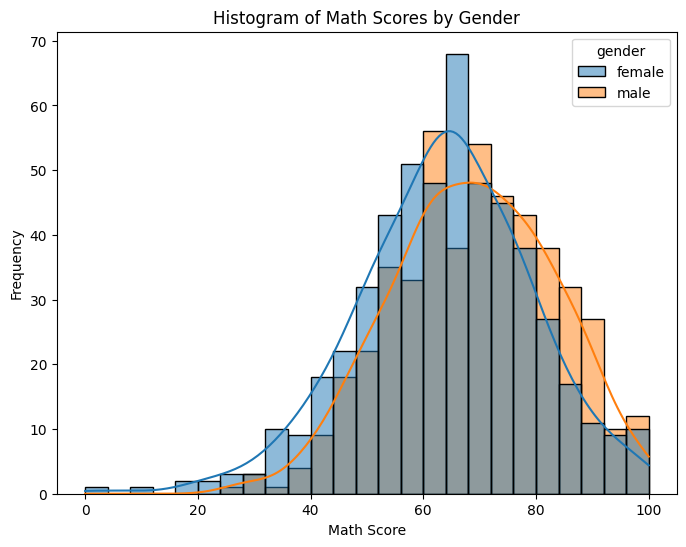 Histogram of Math Scores by Gender
gender
female
male
Frequency
70
60
50
40
30
20
10
0
0 20 40 60 80 100
Math Score